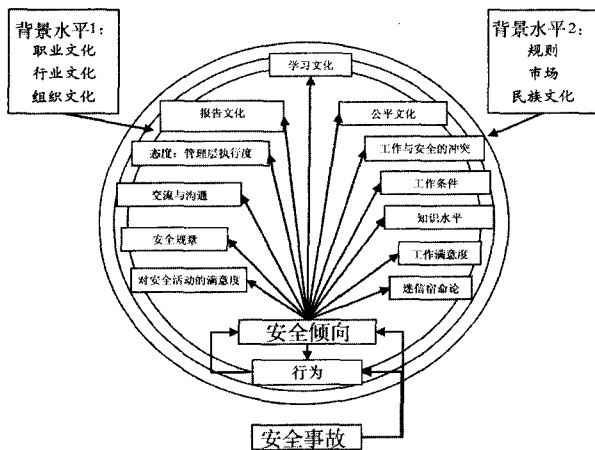 背景水平1:
职业文化
行业文化
组织文化
背景水平2:
规则
市场
民族文化
学习文化
报告文化
公平文化
态度: 管理层执行度
工作与安全的冲突
交流与沟通
工作条件
知识水平
安全规章
工作满意度
对安全活动的满意度
迷信宿命论
安全倾向
行为
安全事故